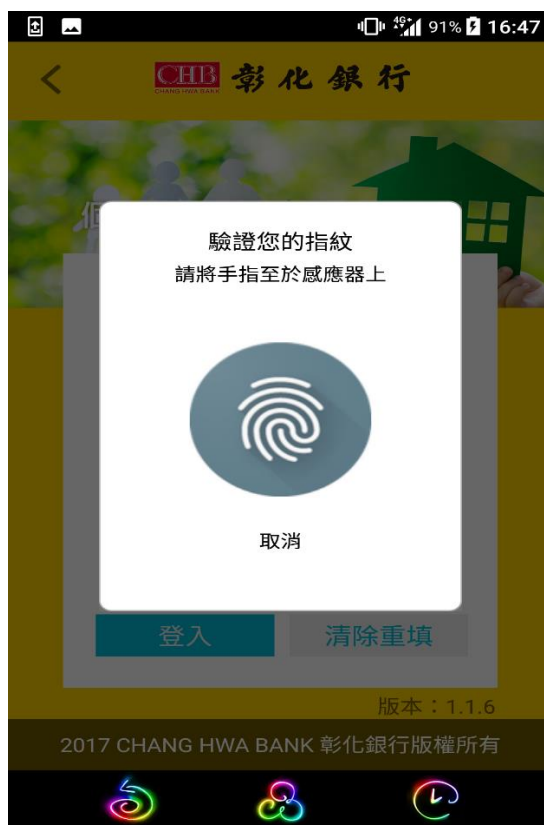 4G+ 91% 16:47
CHB 彰化銀行
CHANG HWA BANK
個
驗證您的指紋
請將手指至於感應器上
取消
登入 清除重填
版本：1.1.6
2017 CHANG HWA BANK 彰化銀行版權所有